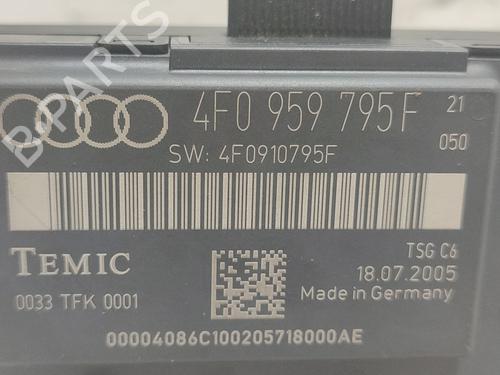 4F0 959 795F 21
050
SW: 4F0910795F
TEMIC
TSG C6
18.07.2005
0033 TFK 0001
Made in Germany
00004086C100205718000AE